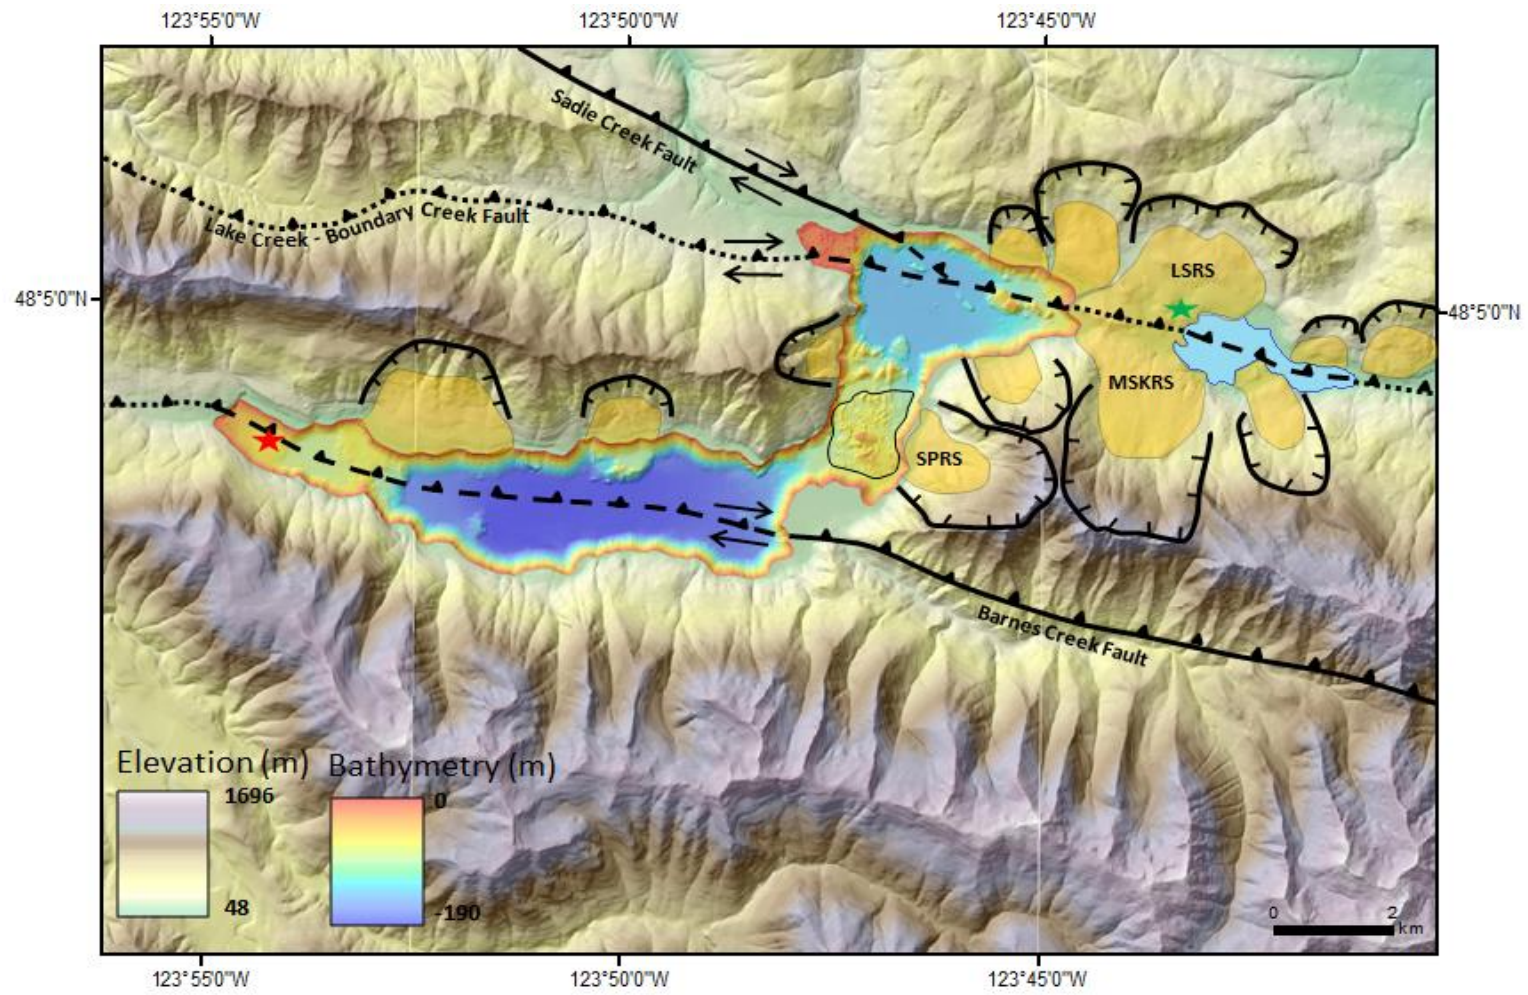 123°55'0"W
123°50'0"W
123°45'0"W
Sadie Creek Fault
Lake Creek - Boundary Creek Fault
LSRS
48°5'0"N
48°5'0"N
MSKRS
SPRS
Barnes Creek Fault
Elevation (m)
Bathymetry (m)
1696
0
48
-190
0
2
km
123°55'0"W
123°50'0"W
123°45'0"W